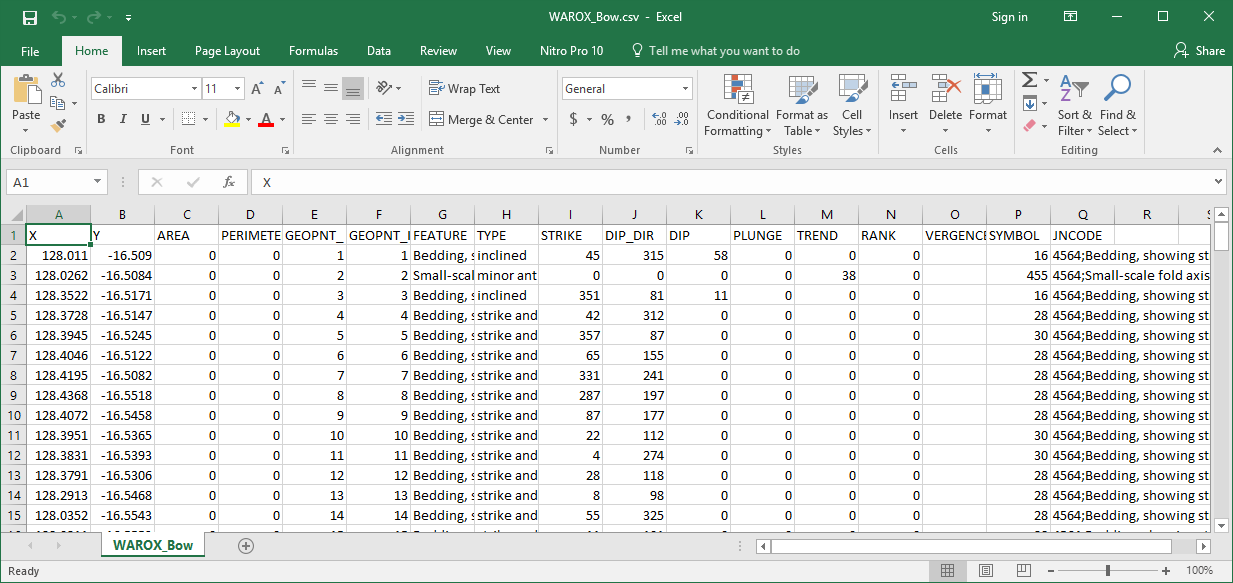 WAROX_Bow.csv - Excel
Sign in
File Home Insert Page Layout Formulas Data Review View Nitro Pro 10 Tell me what you want to do Share
Paste
Clipboard
Calibri 11
B I U A
Font
Wrap Text
Merge & Center
Alignment
General
$ % ,
Number
Conditional Formatting
Format as Table
Cell Styles
Styles
Insert Delete Format
Cells
Sort & Filter
Find & Select
Editing
A1 fx X
A B C D E F G H I J K L M N O P Q R
1 X Y AREA PERIMETE GEOPNT_ GEOPNT_I FEATURE TYPE STRIKE DIP_DIR DIP PLUNGE TREND RANK VERGENCE SYMBOL JNCODE
2 128.011 -16.509 0 0 1 1 Bedding, s inclined 45 315 58 0 0 0 16 4564;Bedding, showing st
3 128.0262 -16.5084 0 0 2 2 Small-scal minor ant 0 0 0 0 38 0 455 4564;Small-scale fold axis
4 128.3522 -16.5171 0 0 3 3 Bedding, s inclined 351 81 11 0 0 0 16 4564;Bedding, showing st
5 128.3728 -16.5147 0 0 4 4 Bedding, s strike and 42 312 0 0 0 0 28 4564;Bedding, showing st
6 128.3945 -16.5245 0 0 5 5 Bedding, s strike and 357 87 0 0 0 0 30 4564;Bedding, showing st
7 128.4046 -16.5122 0 0 6 6 Bedding, s strike and 65 155 0 0 0 0 28 4564;Bedding, showing st
8 128.4195 -16.5082 0 0 7 7 Bedding, s strike and 331 241 0 0 0 0 28 4564;Bedding, showing st
9 128.4368 -16.5518 0 0 8 8 Bedding, s strike and 287 197 0 0 0 0 28 4564;Bedding, showing st
10 128.4072 -16.5458 0 0 9 9 Bedding, s strike and 87 177 0 0 0 0 28 4564;Bedding, showing st
11 128.3951 -16.5365 0 0 10 10 Bedding, s strike and 22 112 0 0 0 0 30 4564;Bedding, showing st
12 128.3831 -16.5393 0 0 11 11 Bedding, s strike and 4 274 0 0 0 0 30 4564;Bedding, showing st
13 128.3791 -16.5306 0 0 12 12 Bedding, s strike and 28 118 0 0 0 0 28 4564;Bedding, showing st
14 128.2913 -16.5468 0 0 13 13 Bedding, s strike and 8 98 0 0 0 0 28 4564;Bedding, showing st
15 128.0352 -16.5543 0 0 14 14 Bedding, s strike and 55 325 0 0 0 0 28 4564;Bedding, showing st
WAROX_Bow
Ready 100%